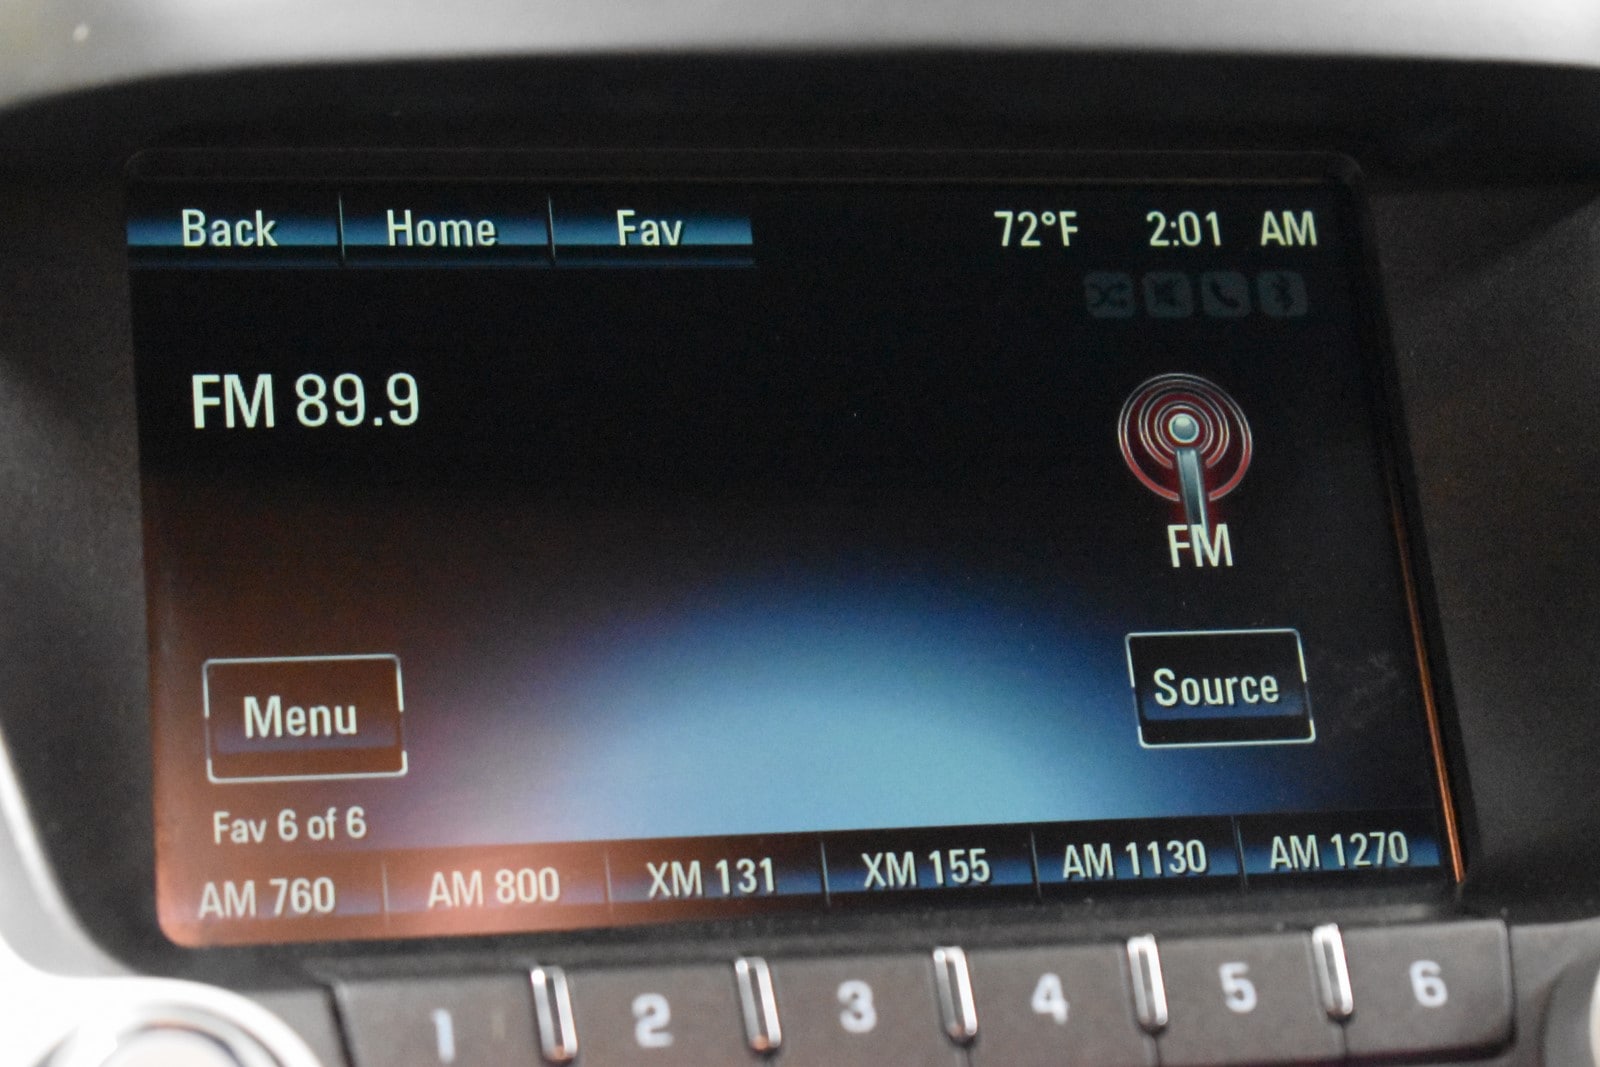 Back Home Fav 72°F 2:01 AM
FM 89.9
FM
Menu Source
Fav 6 of 6
AM 760 AM 800 XM 131 XM 155 AM 1130 AM 1270
1 2 3 4 5 6